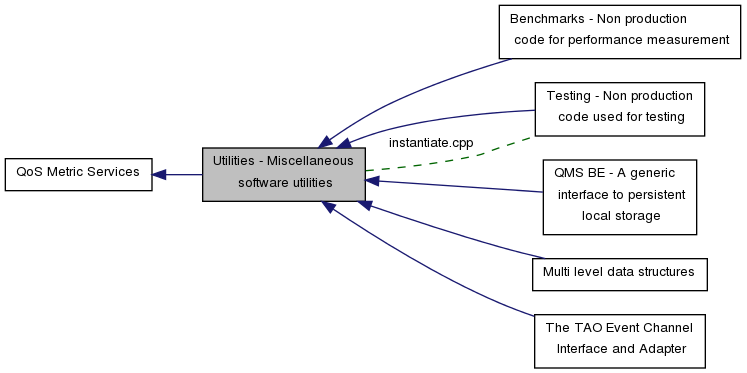 Benchmarks - Non production
code for performance measurement
Testing - Non production
code used for testing
instantiate.cpp
Utilities - Miscellaneous
software utilities
QoS Metric Services
QMS BE - A generic
interface to persistent
local storage
Multi level data structures
The TAO Event Channel
Interface and Adapter